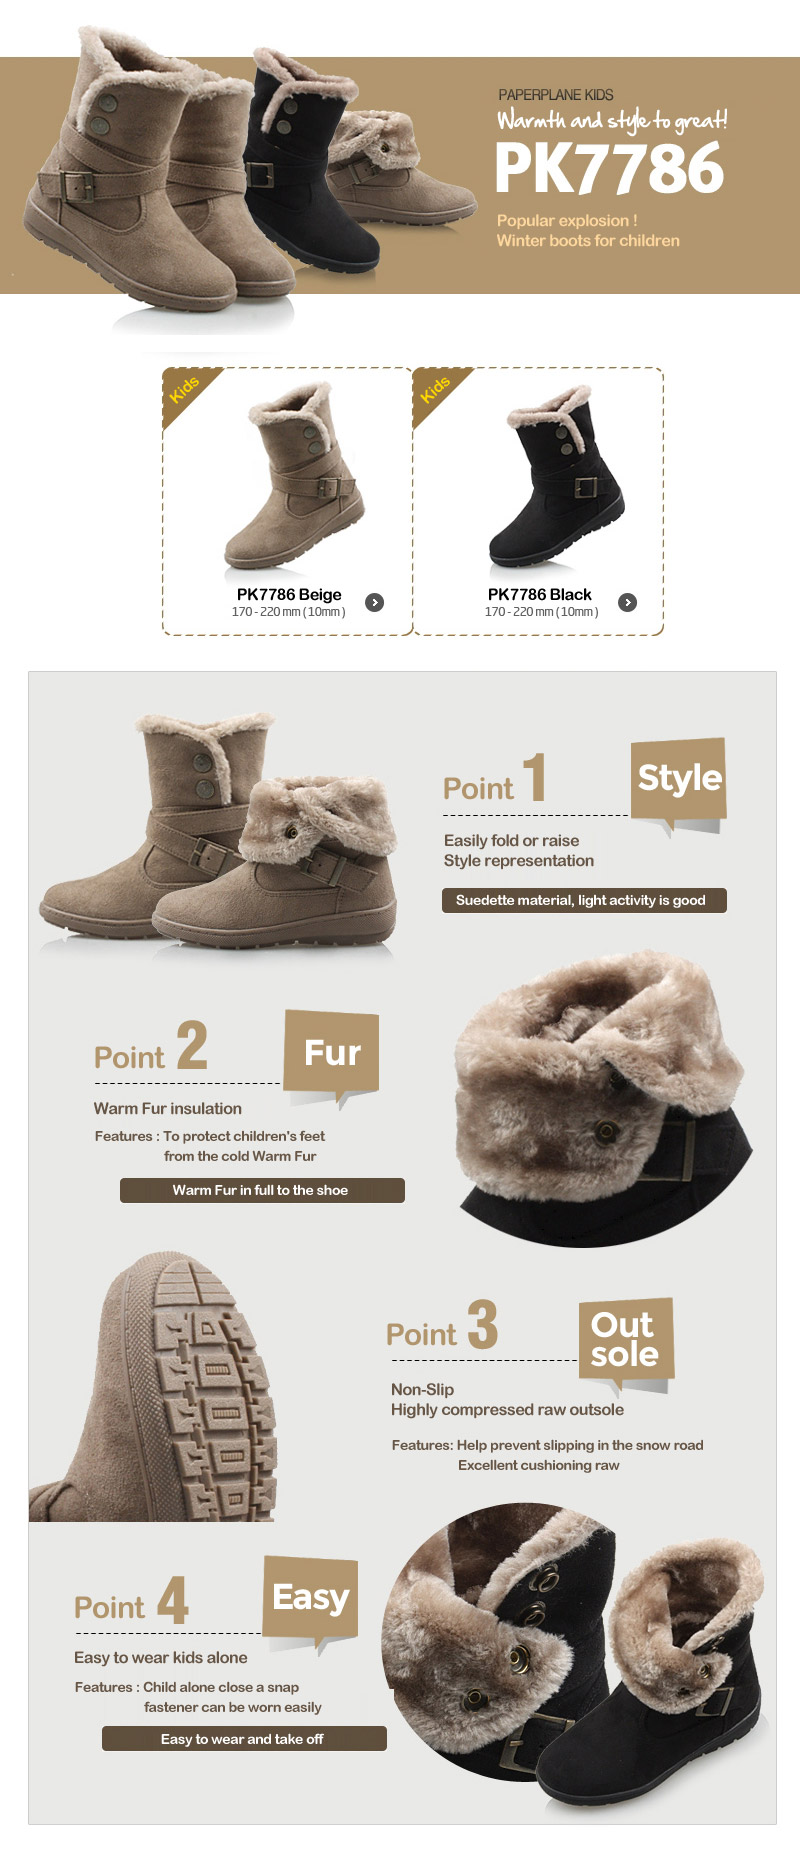 PAPERPLANE KIDS
Warmth and style to great!
PK7786
Popular explosion !
Winter boots for children
Kids
Kids
PK7786 Beige
170 - 220 mm ( 10mm )
PK7786 Black
170 - 220 mm ( 10mm )
Point 1
Style
Easily fold or raise
Style representation
Suedette material, light activity is good
Point 2
Fur
Warm Fur insulation
Features : To protect children's feet
from the cold Warm Fur
Warm Fur in full to the shoe
Point 3
Out
sole
Non-Slip
Highly compressed raw outsole
Features: Help prevent slipping in the snow road
Excellent cushioning raw
Point 4
Easy
Easy to wear kids alone
Features : Child alone close a snap
fastener can be worn easily
Easy to wear and take off